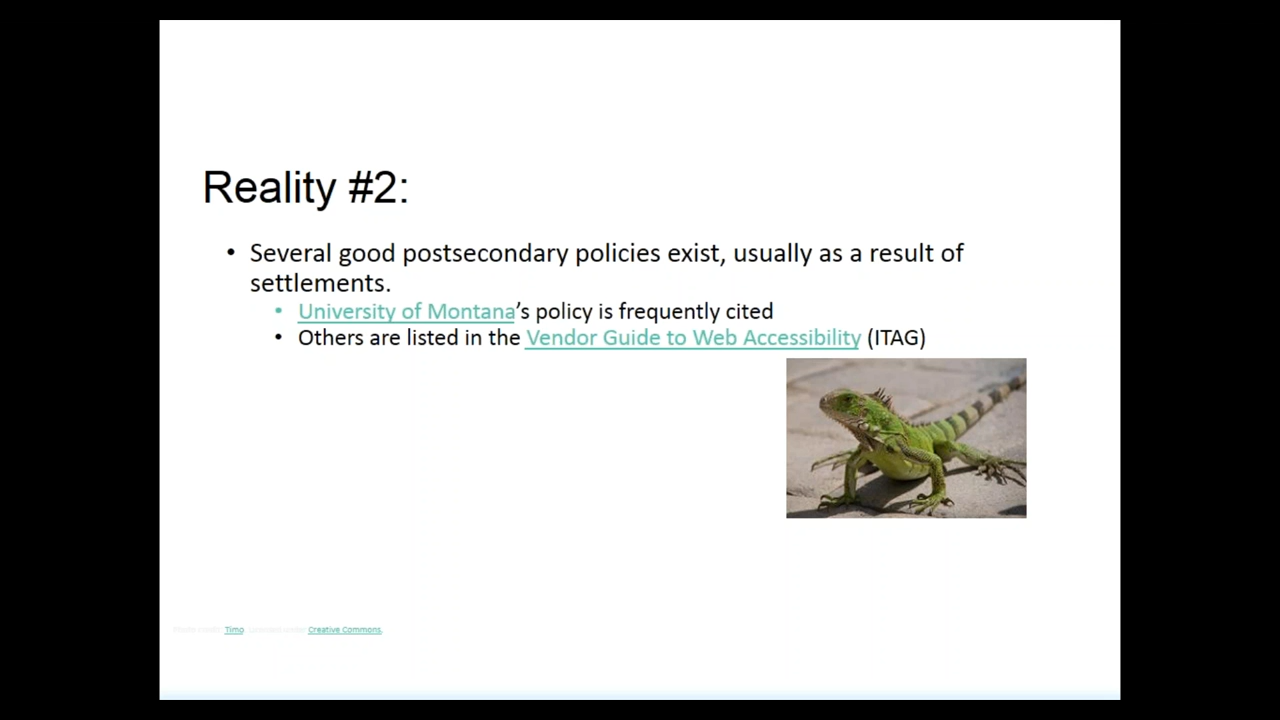 Reality #2:
• Several good postsecondary policies exist, usually as a result of
settlements.
• University of Montana’s policy is frequently cited
• Others are listed in the Vendor Guide to Web Accessibility (ITAG)
Timo Creative Commons.